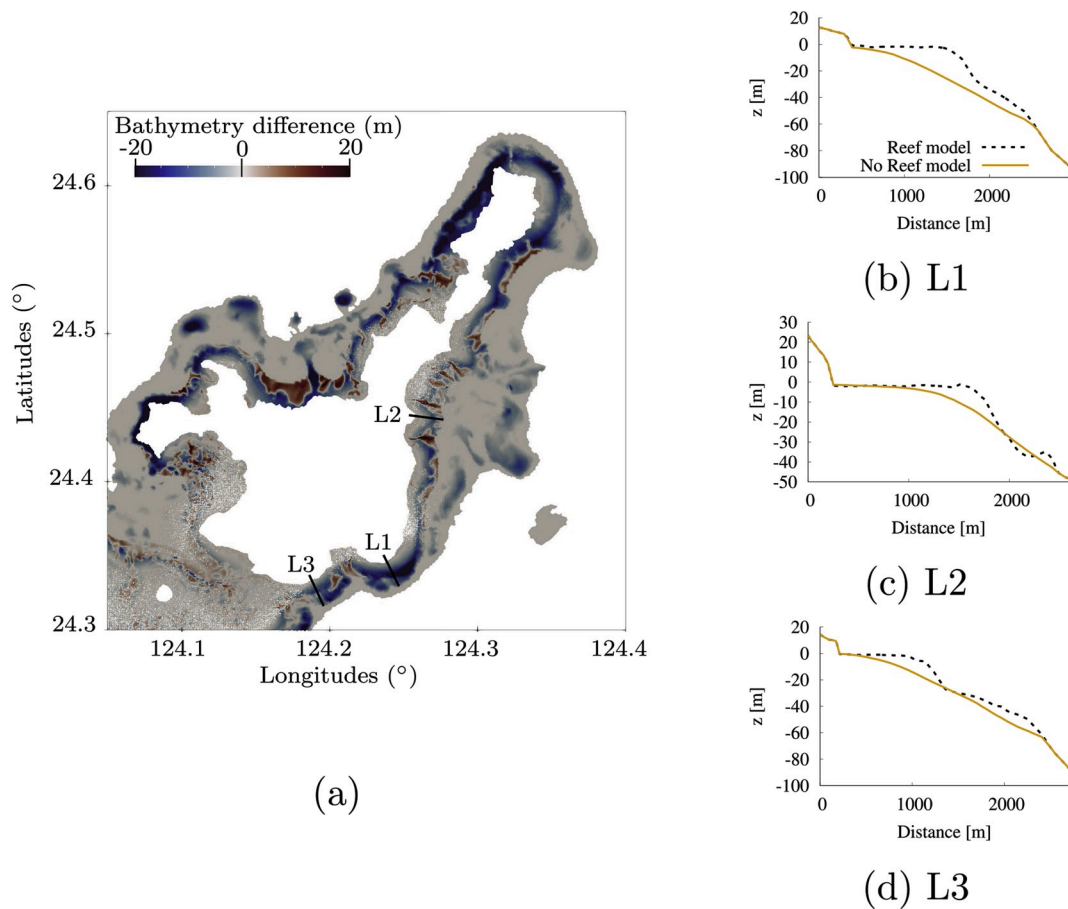 Bathymetry difference (m)
-20 0 20
24.6
24.5
24.4
24.3
Latitudes (°)
L2
L1
L3
124.1 124.2 124.3 124.4
Longitudes (°)
(a)
20
0
-20
-40
-60
-80
-100
z [m]
Reef model
No Reef model
0 1000 2000
Distance [m]
(b) L1
30
20
10
0
-10
-20
-30
-40
-50
z [m]
0 1000 2000
Distance [m]
(c) L2
20
0
-20
-40
-60
-80
-100
z [m]
0 1000 2000
Distance [m]
(d) L3